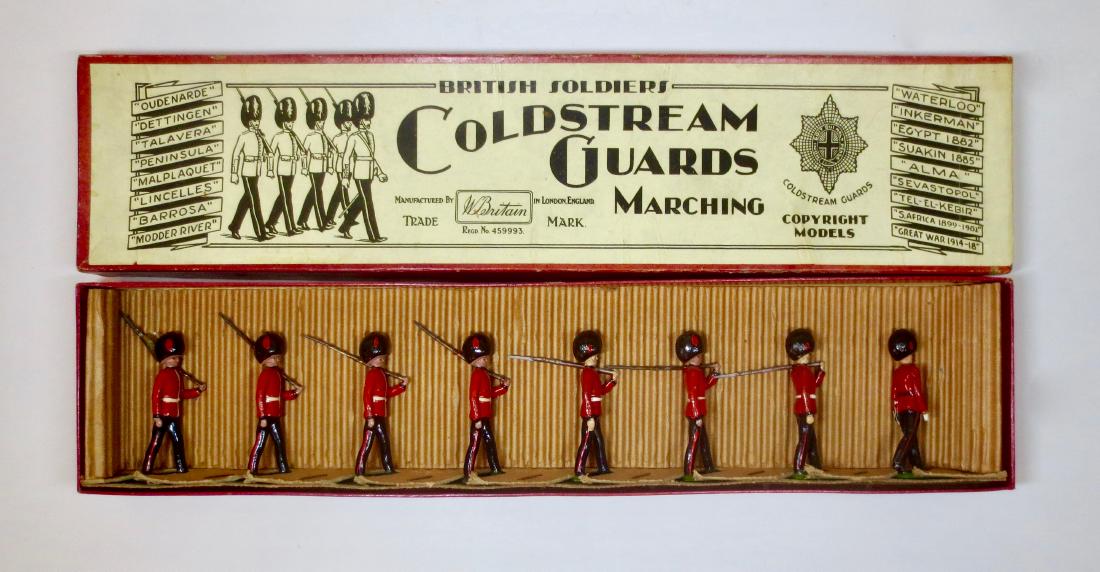 BRITISH SOLDIERS
COLDSTREAM
GUARDS
MARCHING
MANUFACTURED BY W Britain IN LONDON, ENGLAND
TRADE MARK.
REGD. No. 459993.
"OUDENARDE"
"DETTINGEN"
"TALAVERA"
"PENINSULA"
"MALPLAQUET"
"LINCELLES"
"BARROSA"
"MODDER RIVER"
COLDSTREAM GUARDS
COPYRIGHT
MODELS
"WATERLOO"
"INKERMAN"
"EGYPT 1882"
"SUAKIN 1885"
"ALMA"
"SEVASTOPOL"
"TEL-EL-KEBIR"
"S. AFRICA 1899-1902"
"GREAT WAR 1914-18"